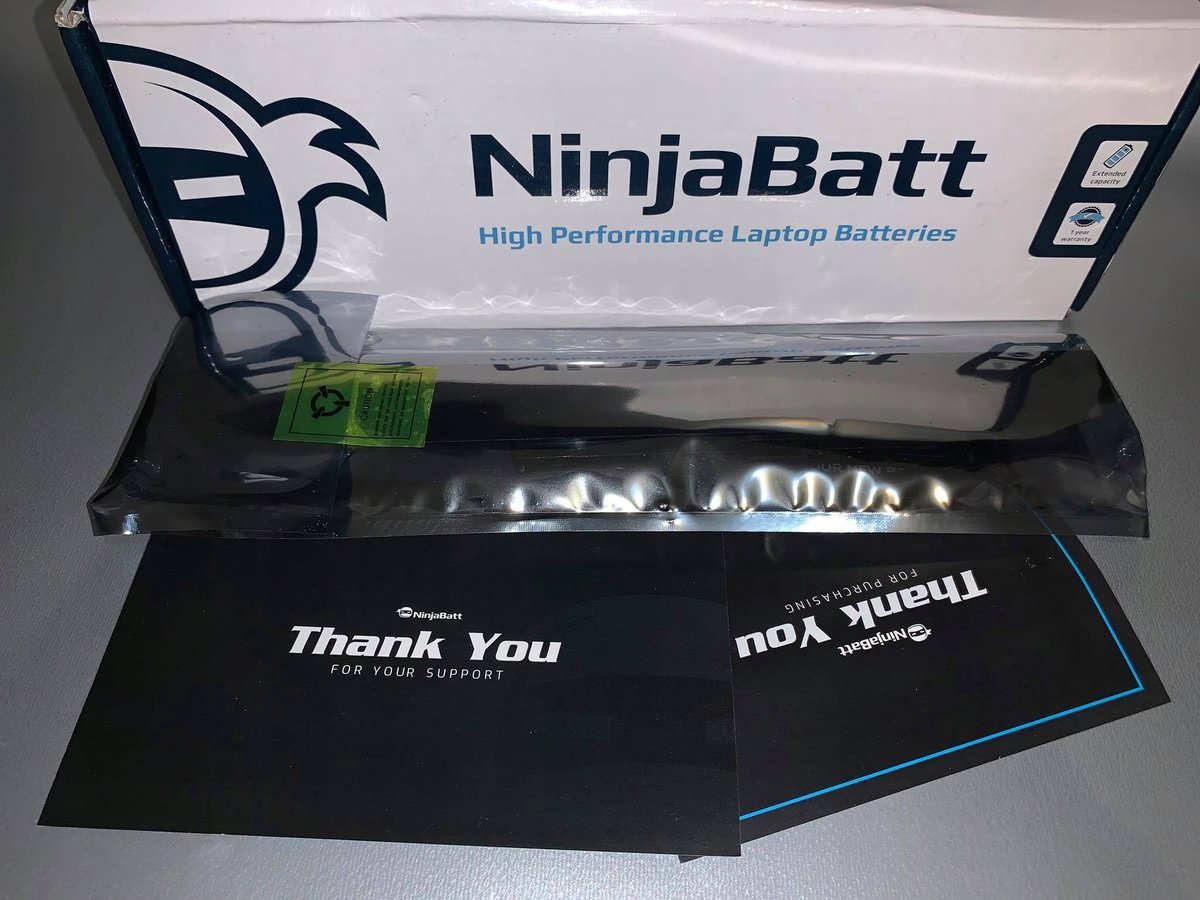 NinjaBatt
High Performance Laptop Batteries
Extended
capacity
1 year
warranty
CAUTION
NinjaBatt
Thank You
FOR YOUR SUPPORT
NinjaBatt
Thank You
FOR PURCHASING